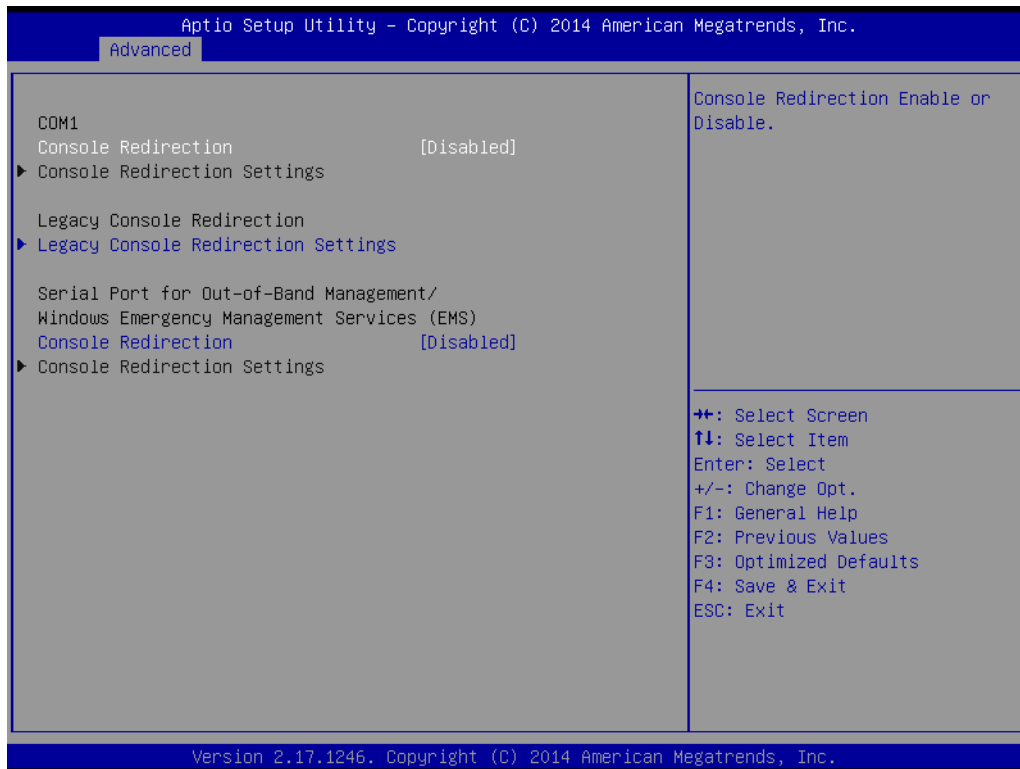 Aptio Setup Utility – Copyright (C) 2014 American Megatrends, Inc.
Advanced
COM1
Console Redirection [Disabled]
▶ Console Redirection Settings
Legacy Console Redirection
▶ Legacy Console Redirection Settings
Serial Port for Out-of-Band Management/
Windows Emergency Management Services (EMS)
Console Redirection [Disabled]
▶ Console Redirection Settings
Console Redirection Enable or
Disable.
→←: Select Screen
↑↓: Select Item
Enter: Select
+/-: Change Opt.
F1: General Help
F2: Previous Values
F3: Optimized Defaults
F4: Save & Exit
ESC: Exit
Version 2.17.1246. Copyright (C) 2014 American Megatrends, Inc.